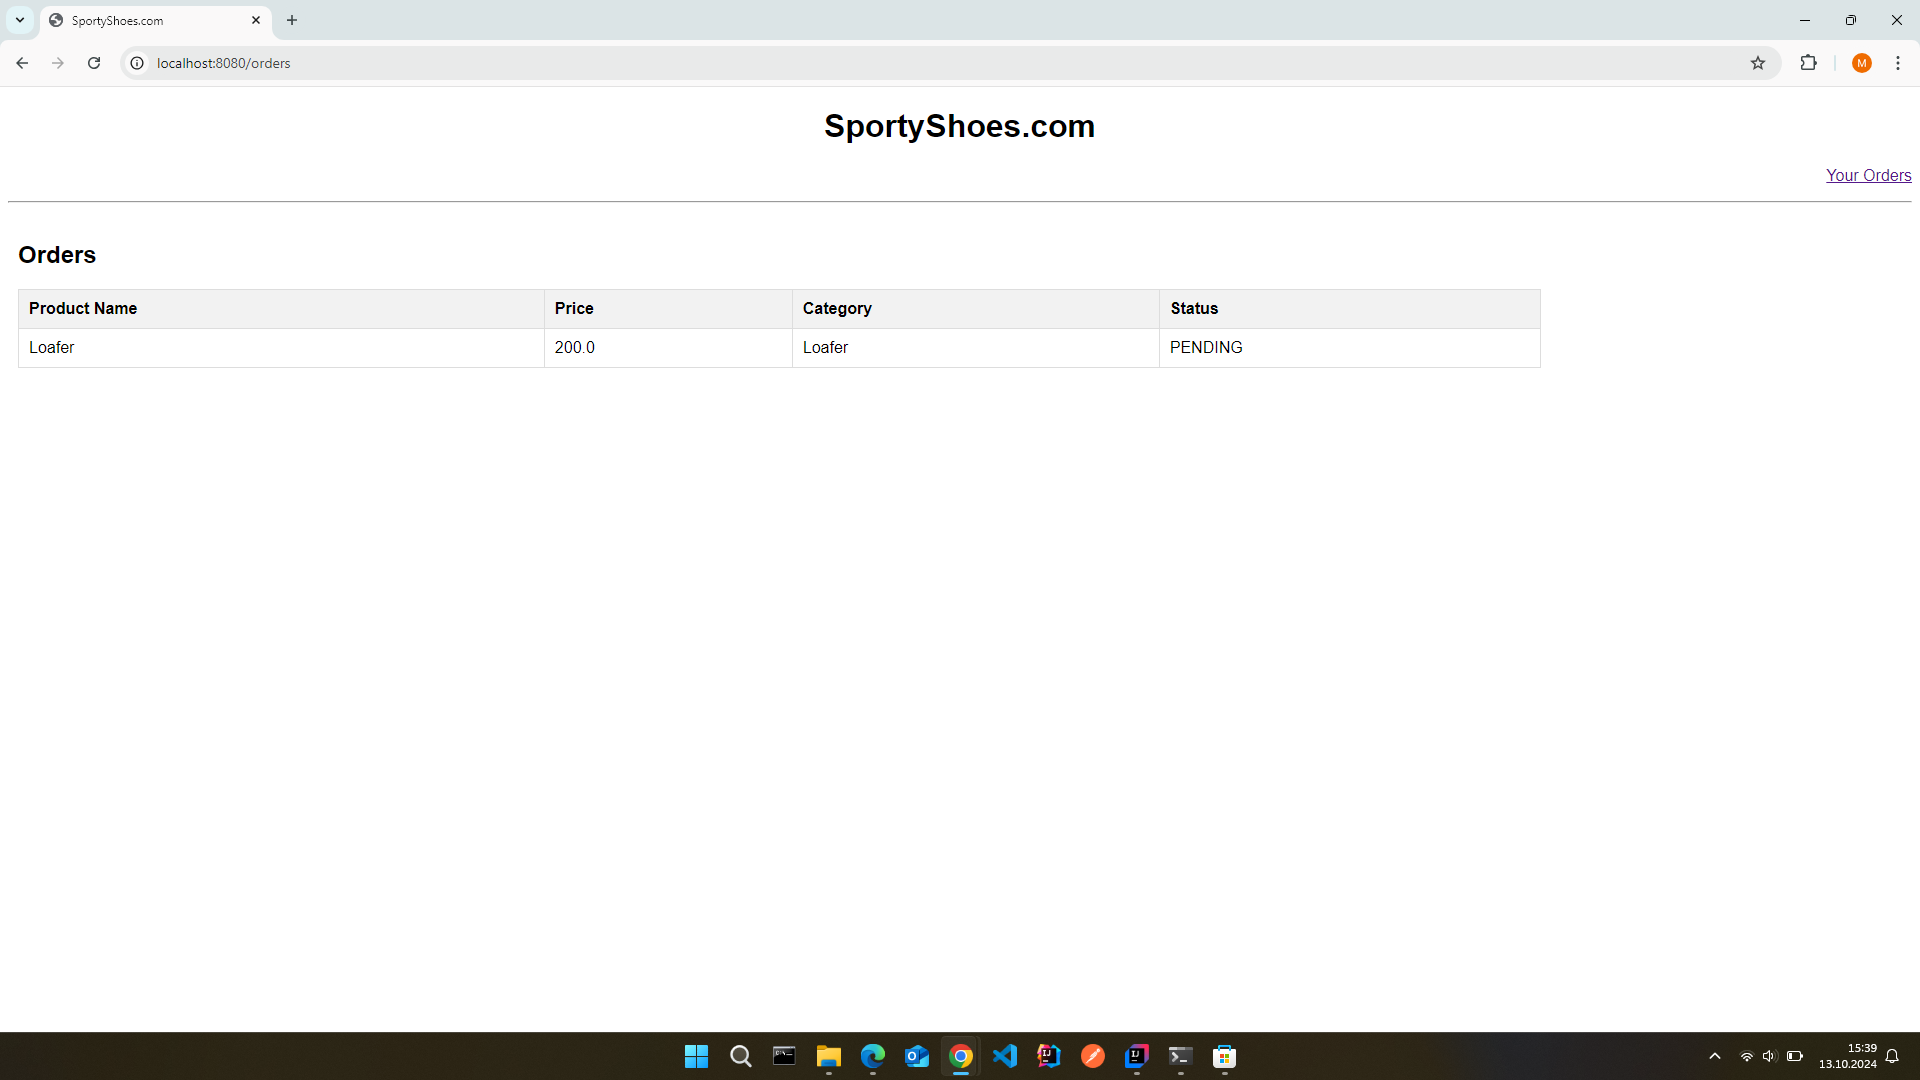 SportyShoes.com
localhost:8080/orders
M
SportyShoes.com
Your Orders
Orders
Product Name Price Category Status
Loafer 200.0 Loafer PENDING
15:39
13.10.2024